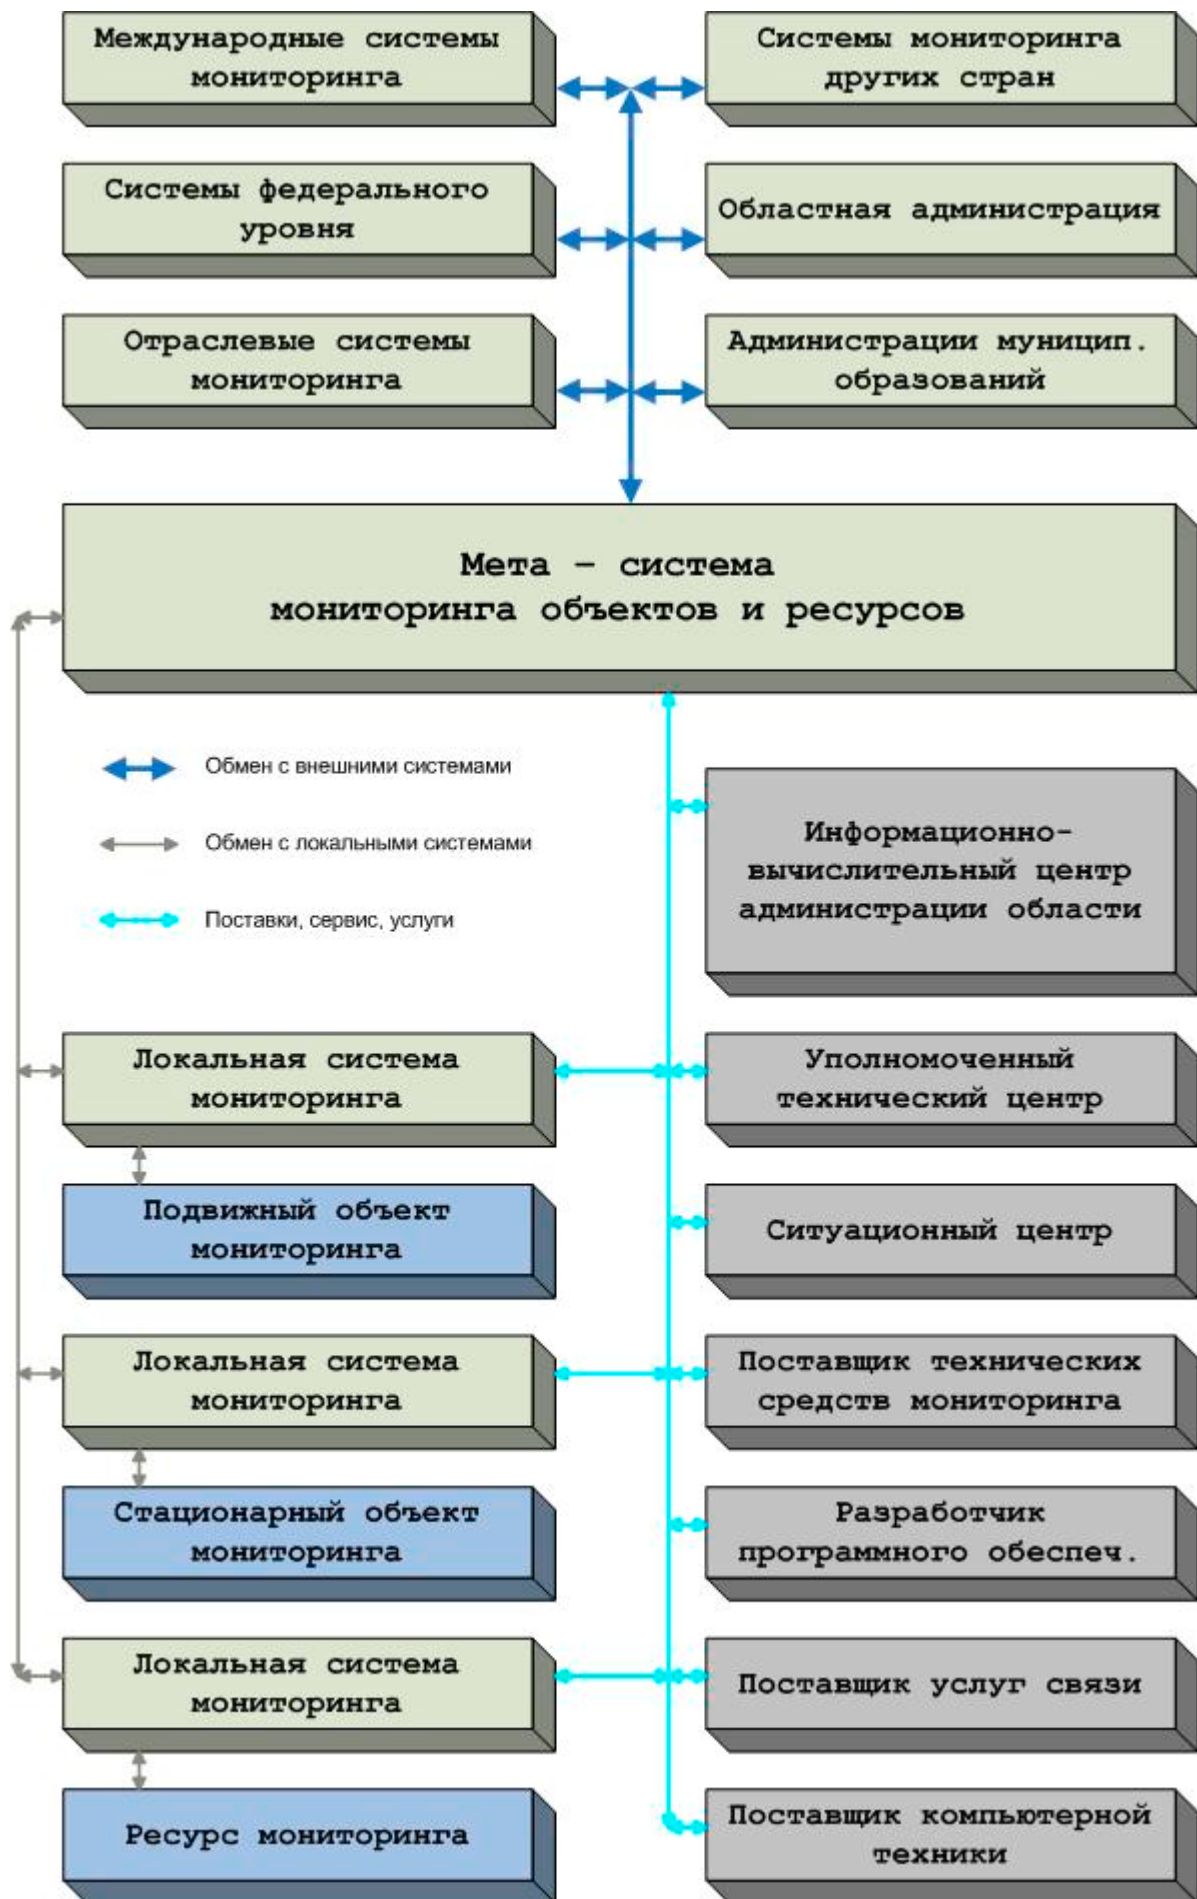 Международные системы
мониторинга
Системы мониторинга
других стран
Системы федерального
уровня
Областная администрация
Отраслевые системы
мониторинга
Администрации муницип.
образований
Мета – система
мониторинга объектов и ресурсов
Обмен с внешними системами
Обмен с локальными системами
Поставки, сервис, услуги
Информационно-
вычислительный центр
администрации области
Локальная система
мониторинга
Уполномоченный
технический центр
Подвижный объект
мониторинга
Ситуационный центр
Локальная система
мониторинга
Поставщик технических
средств мониторинга
Стационарный объект
мониторинга
Разработчик
программного обеспеч.
Локальная система
мониторинга
Поставщик услуг связи
Ресурс мониторинга
Поставщик компьютерной
техники